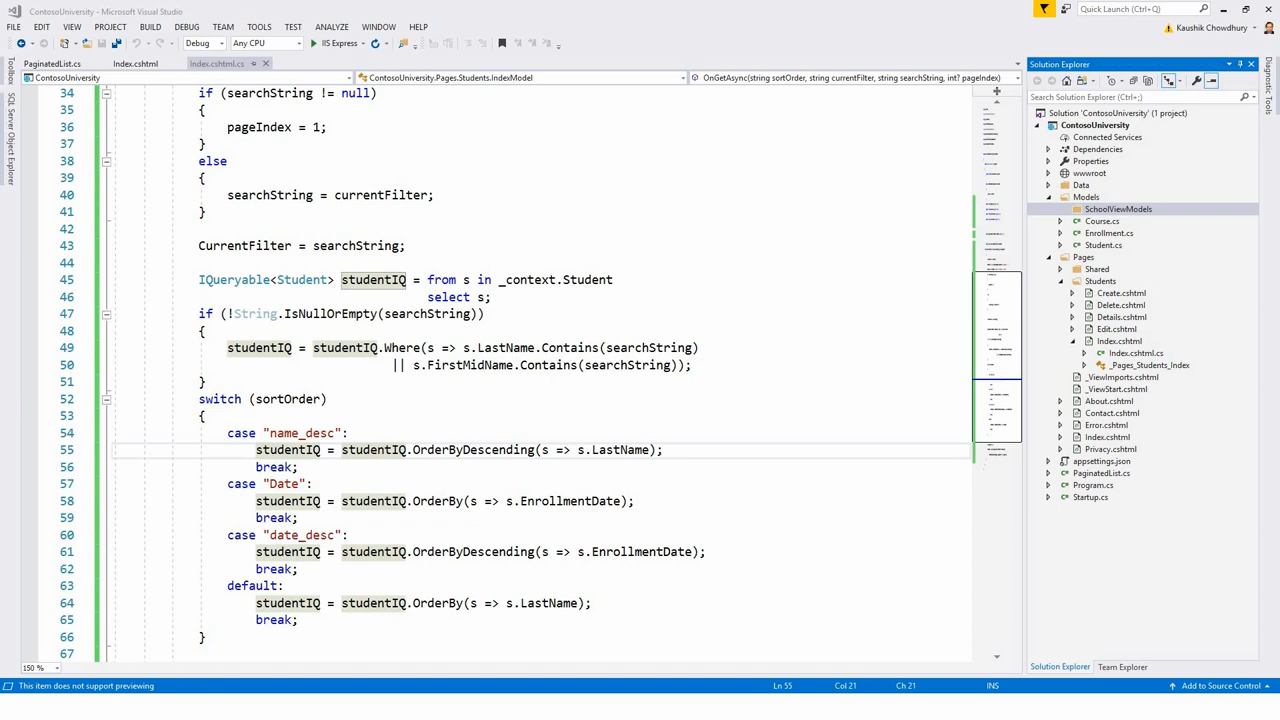 ContosoUniversity - Microsoft Visual Studio
Quick Launch (Ctrl+Q)
FILE EDIT VIEW PROJECT BUILD DEBUG TEAM TOOLS TEST ANALYZE WINDOW HELP
Kaushik Chowdhury
Debug Any CPU IIS Express
PaginatedList.cs Index.cshtml Index.cshtml.cs
ContosoUniversity ContosoUniversity.Pages.Students.IndexModel OnGetAsync(string sortOrder, string currentFilter, string searchString, int? pageIndex)
Toolbox
SQL Server Object Explorer
34 if (searchString != null)
35 {
36 pageIndex = 1;
37 }
38 else
39 {
40 searchString = currentFilter;
41 }
42
43 CurrentFilter = searchString;
44
45 IQueryable<Student> studentIQ = from s in _context.Student
46 select s;
47 if (!String.IsNullOrEmpty(searchString))
48 {
49 studentIQ = studentIQ.Where(s => s.LastName.Contains(searchString)
50 || s.FirstMidName.Contains(searchString));
51 }
52 switch (sortOrder)
53 {
54 case "name_desc":
55 studentIQ = studentIQ.OrderByDescending(s => s.LastName);
56 break;
57 case "Date":
58 studentIQ = studentIQ.OrderBy(s => s.EnrollmentDate);
59 break;
60 case "date_desc":
61 studentIQ = studentIQ.OrderByDescending(s => s.EnrollmentDate);
62 break;
63 default:
64 studentIQ = studentIQ.OrderBy(s => s.LastName);
65 break;
66 }
67
150 %
Solution Explorer
Search Solution Explorer (Ctrl+;)
Solution 'ContosoUniversity' (1 project)
ContosoUniversity
Connected Services
Dependencies
Properties
wwwroot
Data
Models
SchoolViewModels
Course.cs
Enrollment.cs
Student.cs
Pages
Shared
Students
Create.cshtml
Delete.cshtml
Details.cshtml
Edit.cshtml
Index.cshtml
Index.cshtml.cs
_Pages_Students_Index
_ViewImports.cshtml
_ViewStart.cshtml
About.cshtml
Contact.cshtml
Error.cshtml
Index.cshtml
Privacy.cshtml
appsettings.json
PaginatedList.cs
Program.cs
Startup.cs
Solution Explorer Team Explorer
Diagnostic Tools
This item does not support previewing Ln 55 Col 21 Ch 21 INS Add to Source Control